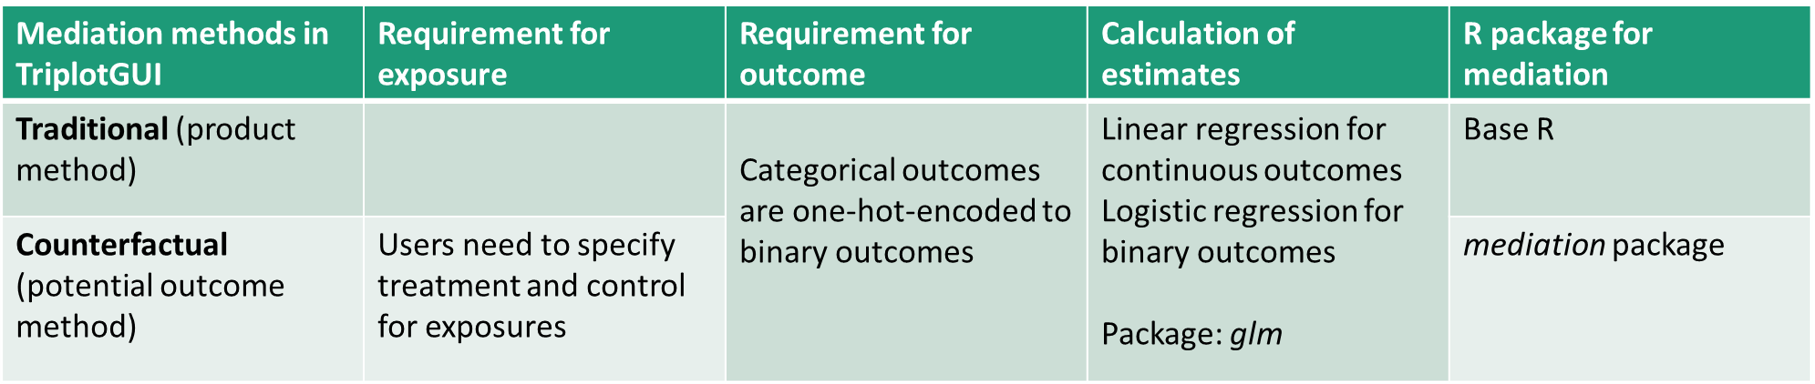 Mediation methods in
TriplotGUI
Requirement for
exposure
Requirement for
outcome
Calculation of
estimates
R package for
mediation
Traditional (product
method)
Categorical outcomes
are one-hot-encoded to
binary outcomes
Linear regression for
continuous outcomes
Logistic regression for
binary outcomes
Package: glm
Base R
Counterfactual
(potential outcome
method)
Users need to specify
treatment and control
for exposures
mediation package